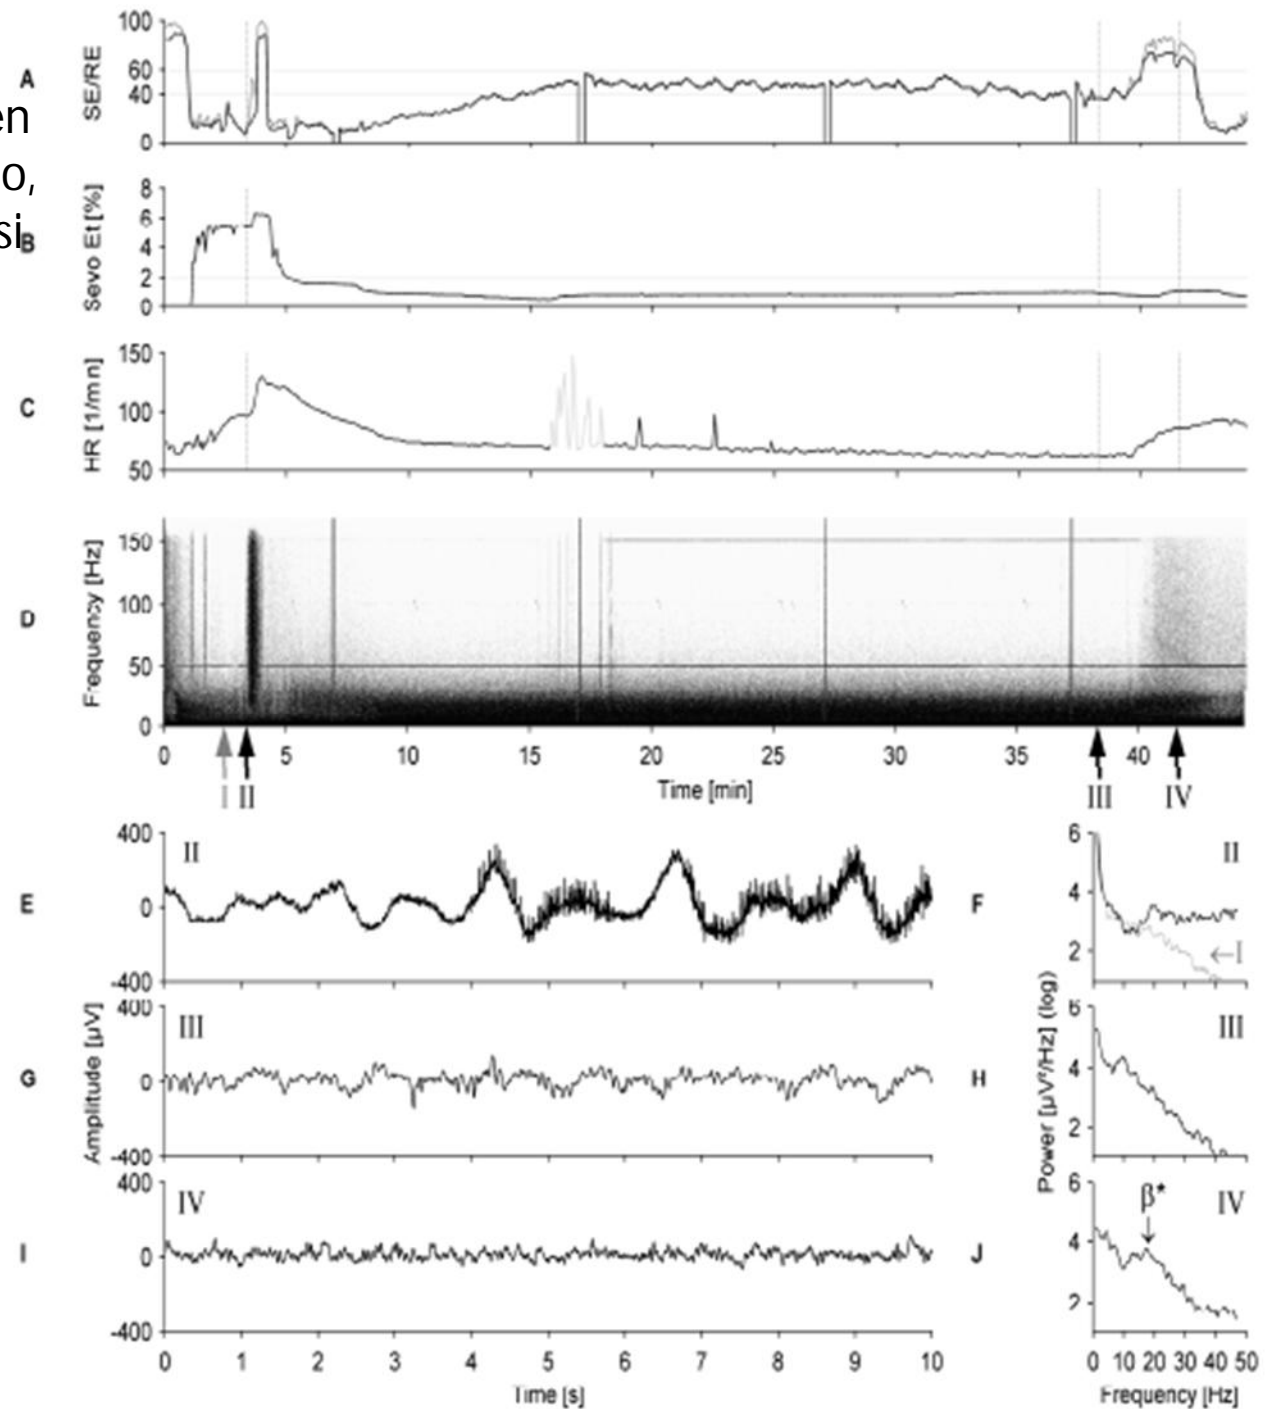 en
o,
si
A
SE/RE
100
60
40
0
B
Sevo Et [%]
8
6
4
2
0
C
HR [1/min]
150
100
50
D
Frequency [Hz]
150
100
50
0
0 5 10 15 20 25 30 35 40
Time [min]
I II III IV
E
400
0
-400
II
F
6
4
2
II
←I
G
Amplitude [µV]
400
0
-400
III
H
Power [µV²/Hz] (log)
6
4
2
III
I
400
0
-400
IV
J
6
4
2
β*
IV
0 1 2 3 4 5 6 7 8 9 10
Time [s]
0 10 20 30 40 50
Frequency [Hz]